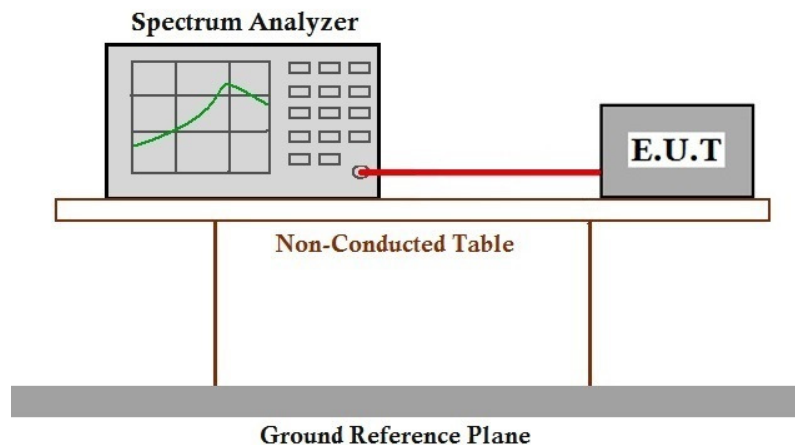 Spectrum Analyzer
E.U.T
Non-Conducted Table
Ground Reference Plane